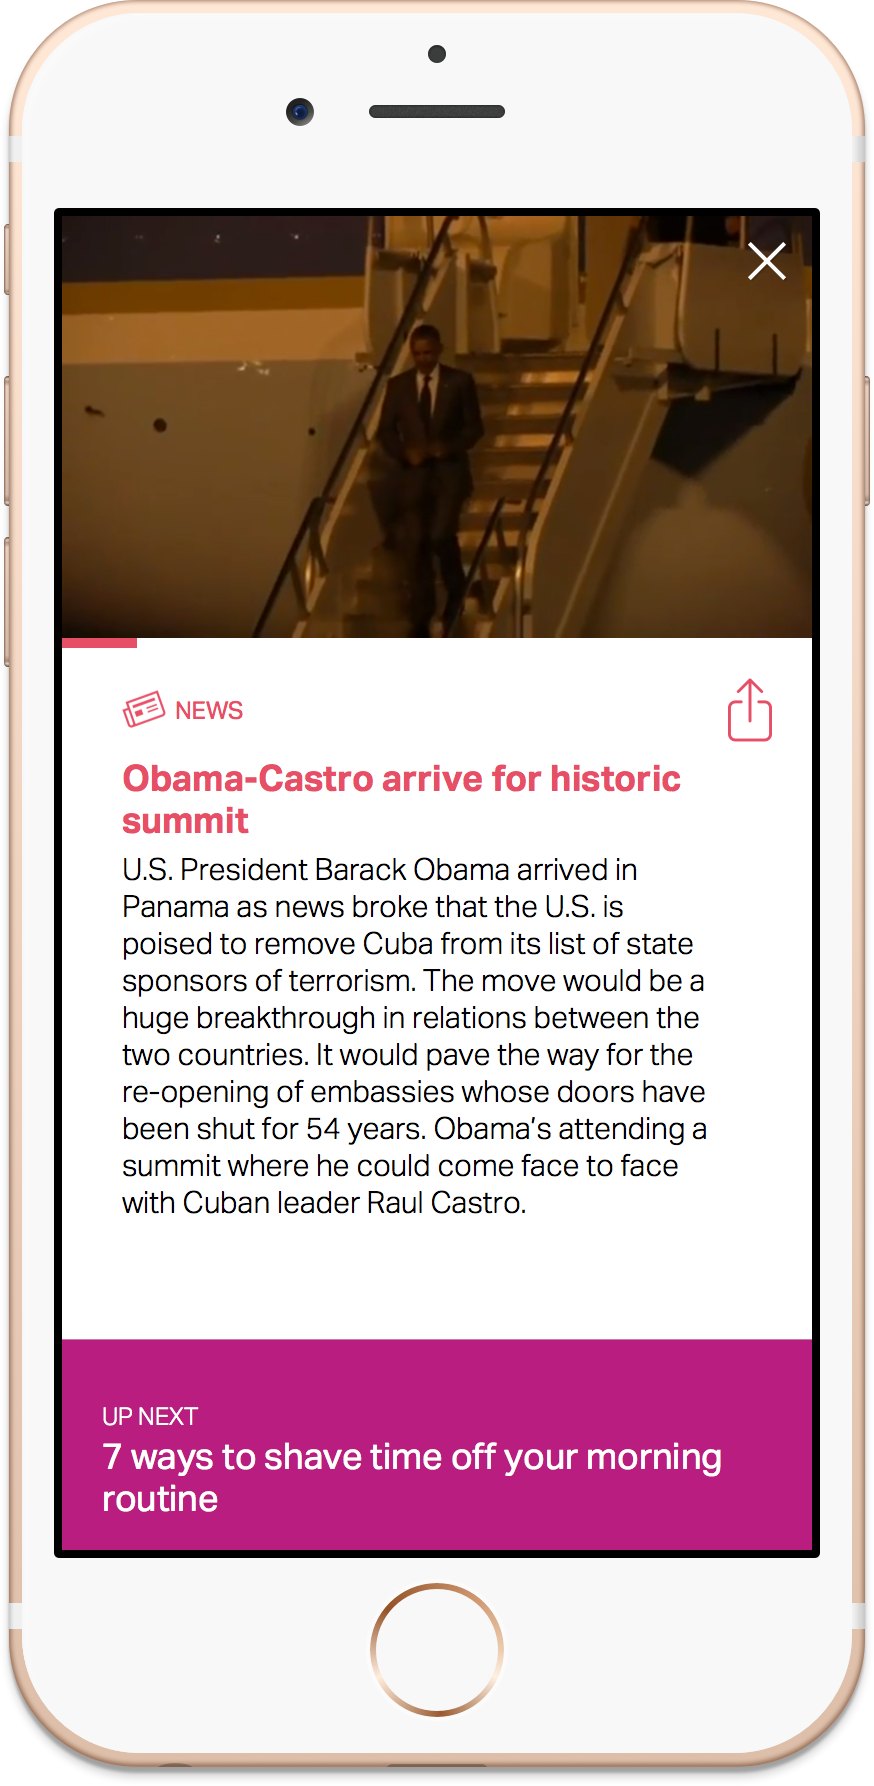 NEWS
Obama-Castro arrive for historic
summit
U.S. President Barack Obama arrived in
Panama as news broke that the U.S. is
poised to remove Cuba from its list of state
sponsors of terrorism. The move would be a
huge breakthrough in relations between the
two countries. It would pave the way for the
re-opening of embassies whose doors have
been shut for 54 years. Obama's attending a
summit where he could come face to face
with Cuban leader Raul Castro.
UP NEXT
7 ways to shave time off your morning
routine